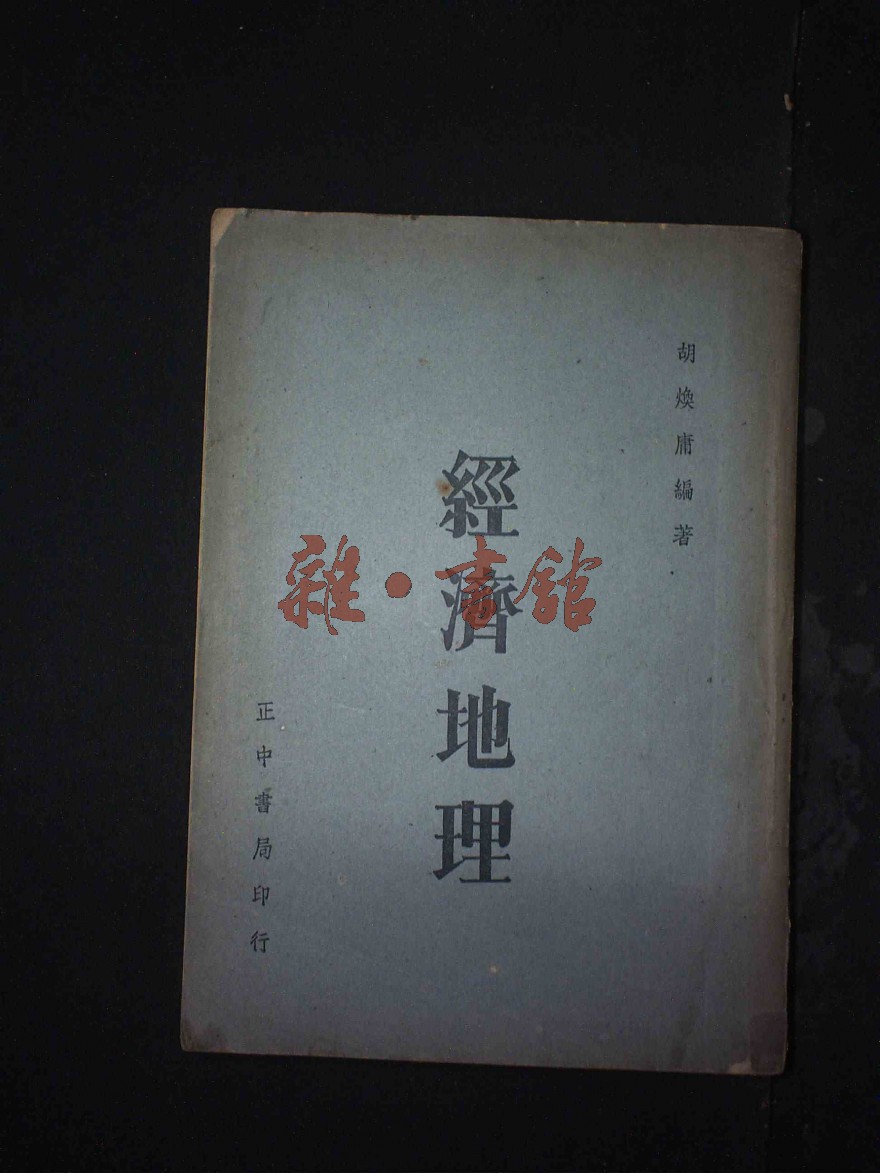 胡煥庸編著
經濟地理
正中書局印行
雜·書館